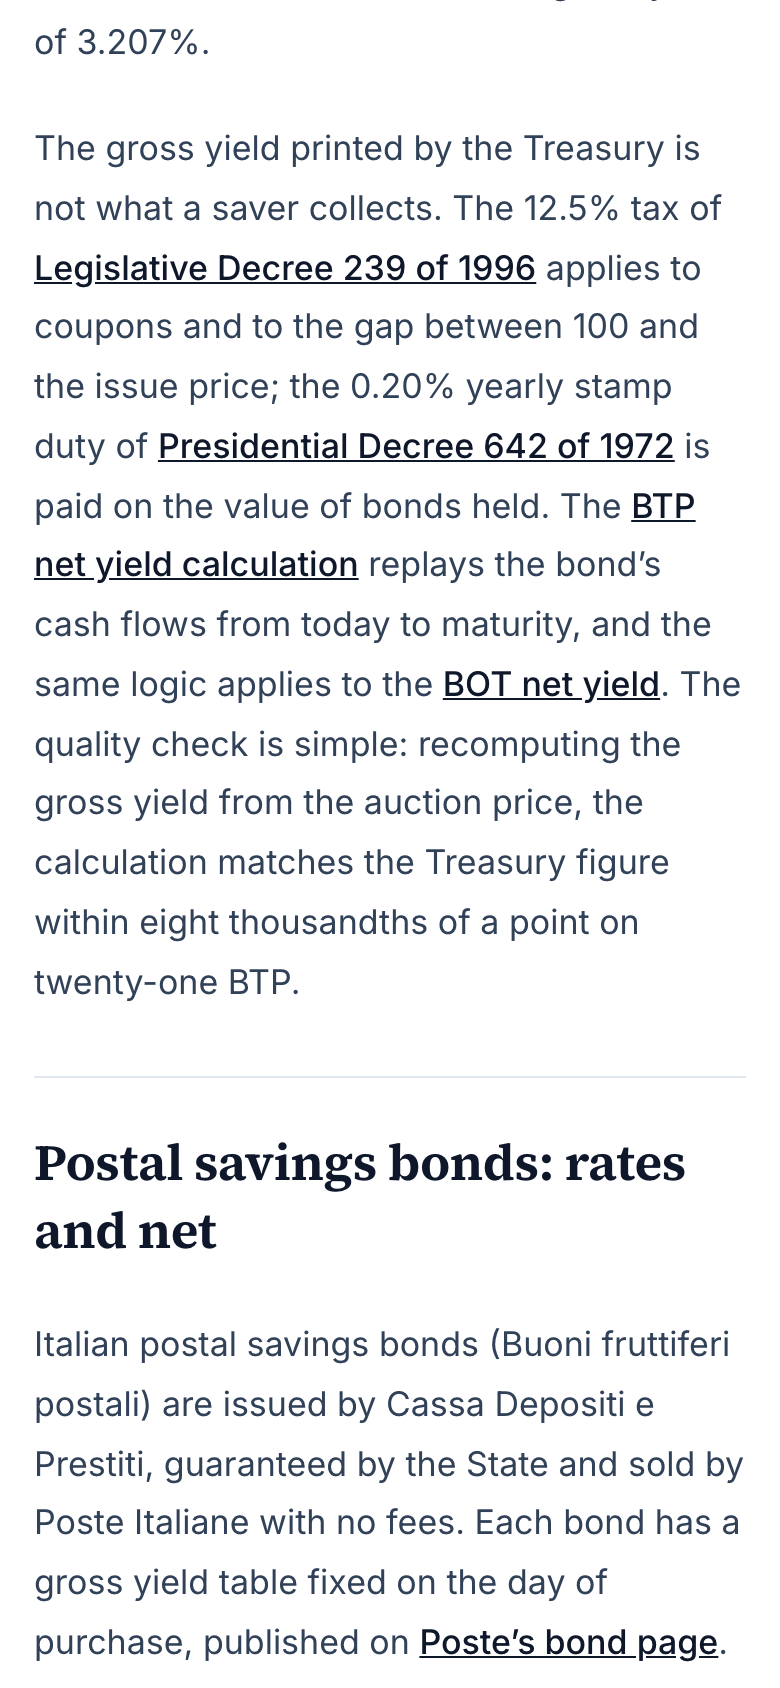 of 3.207%.
The gross yield printed by the Treasury is
not what a saver collects. The 12.5% tax of
Legislative Decree 239 of 1996 applies to
coupons and to the gap between 100 and
the issue price; the 0.20% yearly stamp
duty of Presidential Decree 642 of 1972 is
paid on the value of bonds held. The BTP
net yield calculation replays the bond’s
cash flows from today to maturity, and the
same logic applies to the BOT net yield. The
quality check is simple: recomputing the
gross yield from the auction price, the
calculation matches the Treasury figure
within eight thousandths of a point on
twenty-one BTP.
Postal savings bonds: rates
and net
Italian postal savings bonds (Buoni fruttiferi
postali) are issued by Cassa Depositi e
Prestiti, guaranteed by the State and sold by
Poste Italiane with no fees. Each bond has a
gross yield table fixed on the day of
purchase, published on Poste’s bond page.